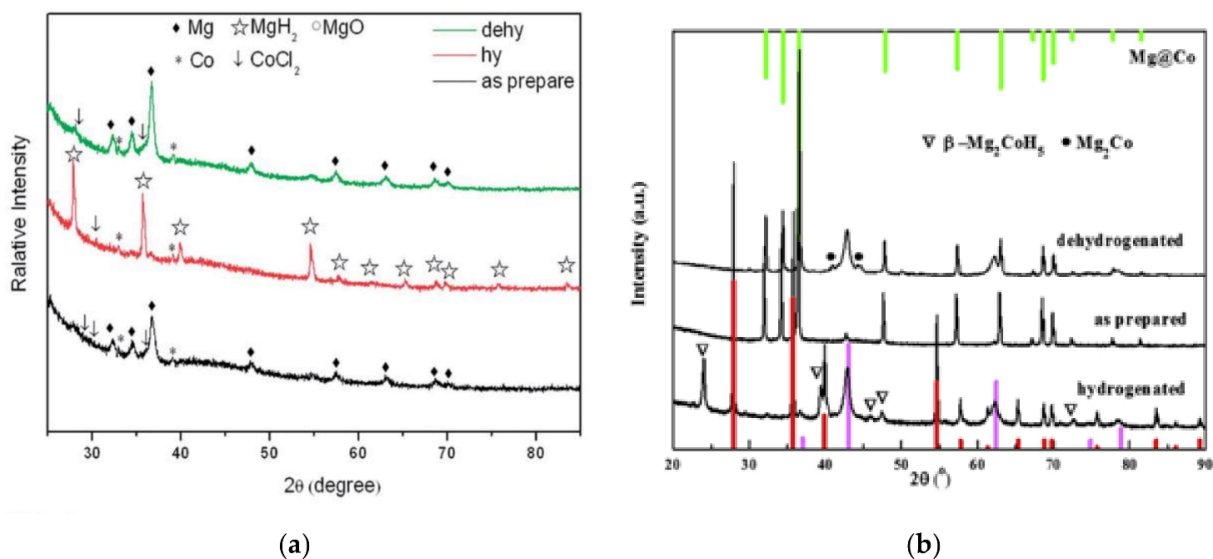 ♦ Mg ☆ MgH₂ ○ MgO
* Co ↓ CoCl₂
dehy
hy
as prepare
Ralative Intensity
30 40 50 60 70 80
2θ (degree)
(a)
Mg@Co
▽ β –Mg₂CoH₅ ● Mg₂Co
dehydrogenated
as prepared
hydrogenated
Intensity (a.u.)
20 30 40 50 60 70 80 90
2θ (°)
(b)